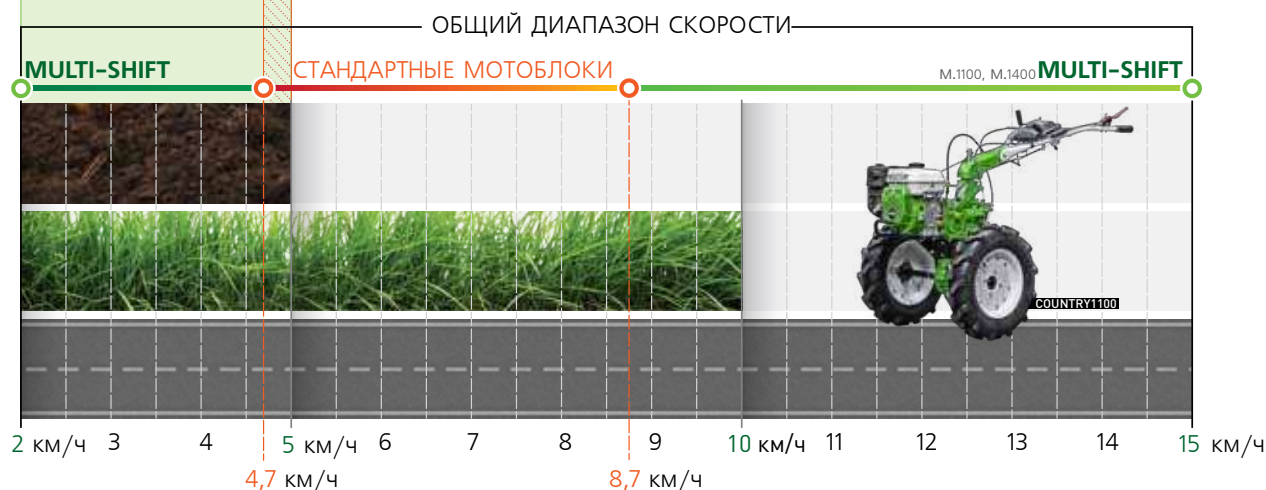 ОБЩИЙ ДИАПАЗОН СКОРОСТИ
MULTI-SHIFT СТАНДАРТНЫЕ МОТОБЛОКИ M.1100, M.1400 MULTI-SHIFT
COUNTRY1100
2 км/ч 3 4 5 км/ч 6 7 8 9 10 км/ч 11 12 13 14 15 км/ч
4,7 км/ч 8,7 км/ч